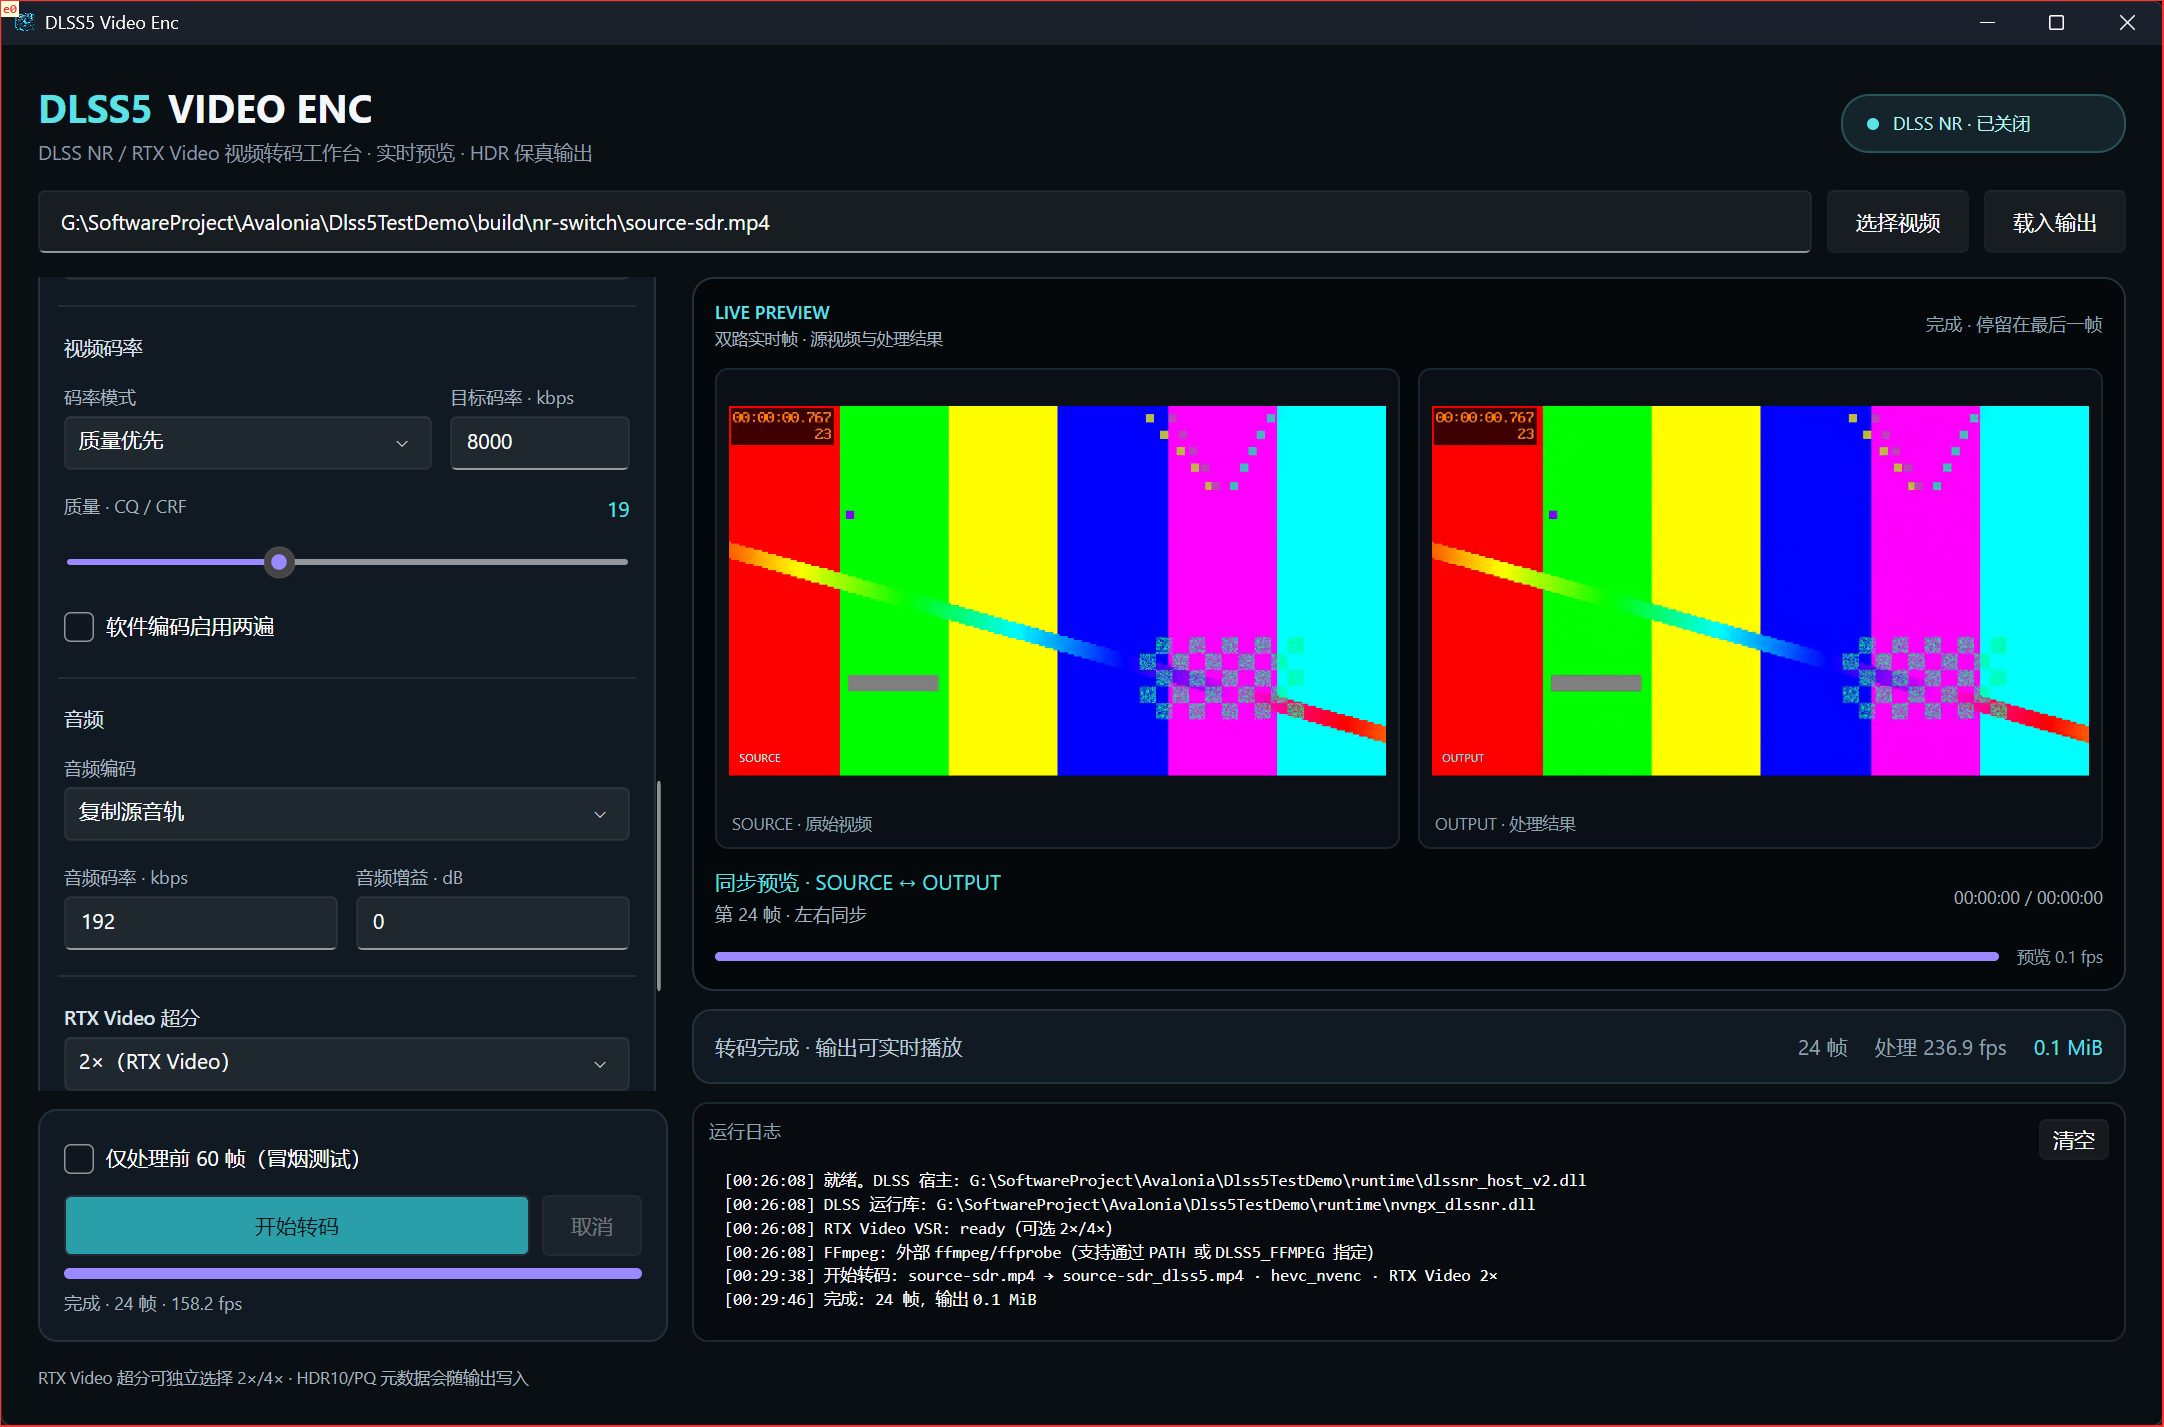 e0
DLSS5 Video Enc
DLSS5 VIDEO ENC
DLSS NR / RTX Video 视频转码工作台 · 实时预览 · HDR 保真输出
DLSS NR · 已关闭
G:\SoftwareProject\Avalonia\Dlss5TestDemo\build\nr-switch\source-sdr.mp4
选择视频
载入输出
视频码率
码率模式
目标码率 · kbps
质量优先
8000
质量 · CQ / CRF
19
软件编码启用两遍
音频
音频编码
复制源音轨
音频码率 · kbps
音频增益 · dB
192
0
RTX Video 超分
2×（RTX Video）
仅处理前 60 帧（冒烟测试）
开始转码
取消
完成 · 24 帧 · 158.2 fps
LIVE PREVIEW
双路实时帧 · 源视频与处理结果
完成 · 停留在最后一帧
00:00:00.767
23
SOURCE
SOURCE · 原始视频
00:00:00.767
23
OUTPUT
OUTPUT · 处理结果
同步预览 · SOURCE ↔ OUTPUT
第 24 帧 · 左右同步
00:00:00 / 00:00:00
预览 0.1 fps
转码完成 · 输出可实时播放
24 帧
处理 236.9 fps
0.1 MiB
运行日志
清空
[00:26:08] 就绪。DLSS 宿主: G:\SoftwareProject\Avalonia\Dlss5TestDemo\runtime\dlssnr_host_v2.dll
[00:26:08] DLSS 运行库: G:\SoftwareProject\Avalonia\Dlss5TestDemo\runtime\nvngx_dlssnr.dll
[00:26:08] RTX Video VSR: ready（可选 2×/4×）
[00:26:08] FFmpeg: 外部 ffmpeg/ffprobe（支持通过 PATH 或 DLSS5_FFMPEG 指定）
[00:29:38] 开始转码: source-sdr.mp4 → source-sdr_dlss5.mp4 · hevc_nvenc · RTX Video 2×
[00:29:46] 完成: 24 帧, 输出 0.1 MiB
RTX Video 超分可独立选择 2×/4× · HDR10/PQ 元数据会随输出写入